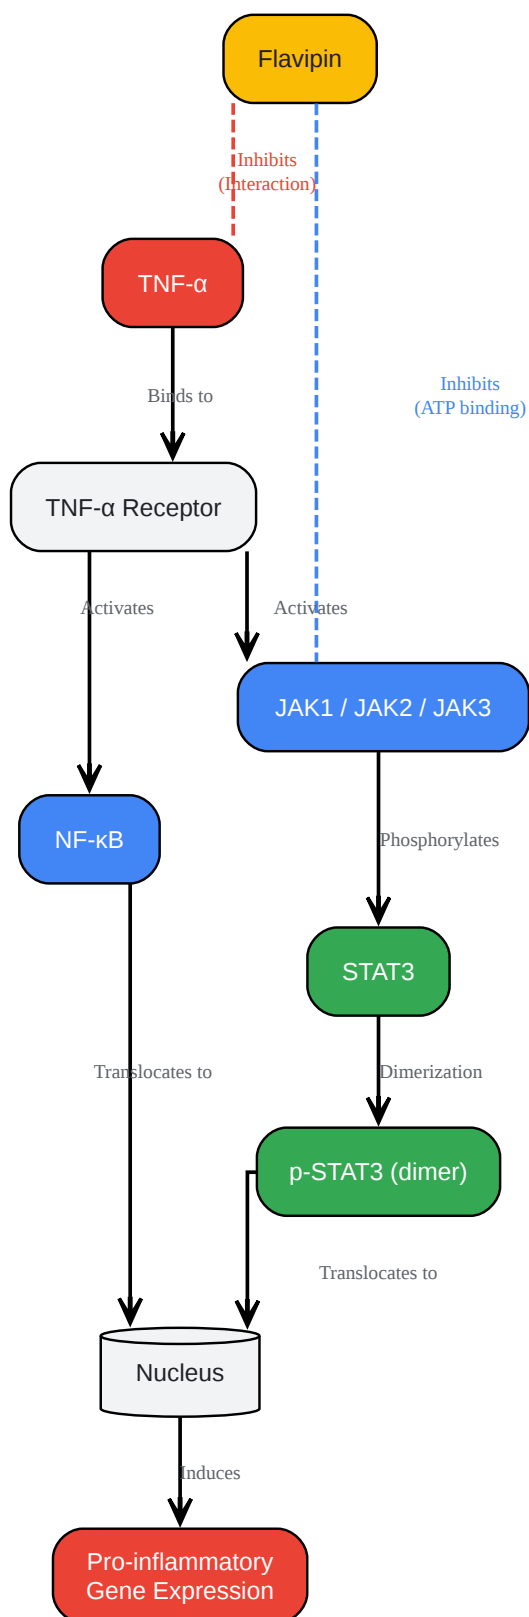 Flavipin
Inhibits
(Interaction)
TNF-α
Inhibits
(ATP binding)
Binds to
TNF-α Receptor
Activates
Activates
JAK1 / JAK2 / JAK3
NF-κB
Phosphorylates
STAT3
Translocates to
Dimerization
p-STAT3 (dimer)
Translocates to
Nucleus
Induces
Pro-inflammatory
Gene Expression